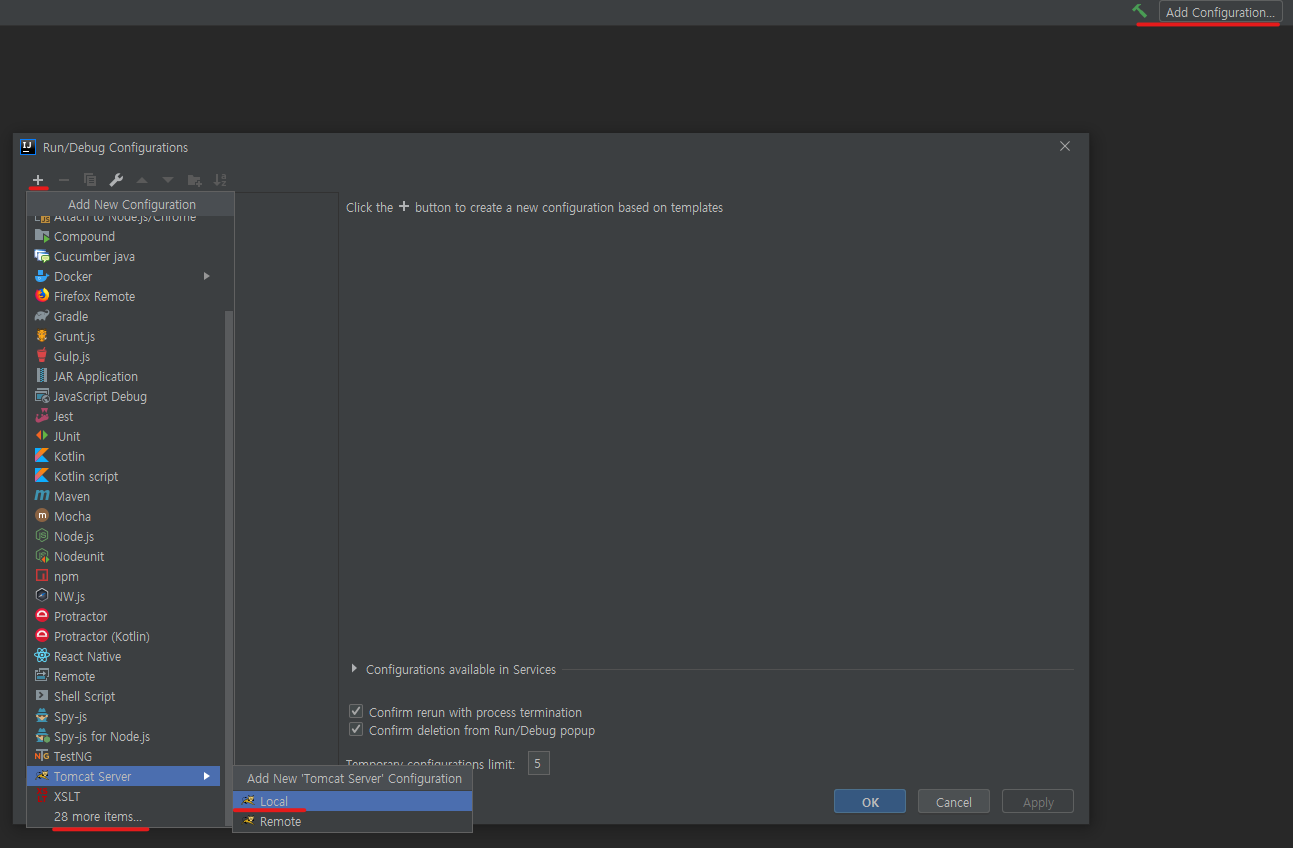 Add Configuration...
Run/Debug Configurations
Add New Configuration
Attach to Node.js/Chrome
Compound
Cucumber java
Docker
Firefox Remote
Gradle
Grunt.js
Gulp.js
JAR Application
JavaScript Debug
Jest
JUnit
Kotlin
Kotlin script
Maven
Mocha
Node.js
Nodeunit
npm
NW.js
Protractor
Protractor (Kotlin)
React Native
Remote
Shell Script
Spy-js
Spy-js for Node.js
TestNG
Tomcat Server
XSLT
28 more items...
Click the + button to create a new configuration based on templates
Configurations available in Services
Confirm rerun with process termination
Confirm deletion from Run/Debug popup
Temporary configurations limit: 5
Add New 'Tomcat Server' Configuration
Local
Remote
OK
Cancel
Apply